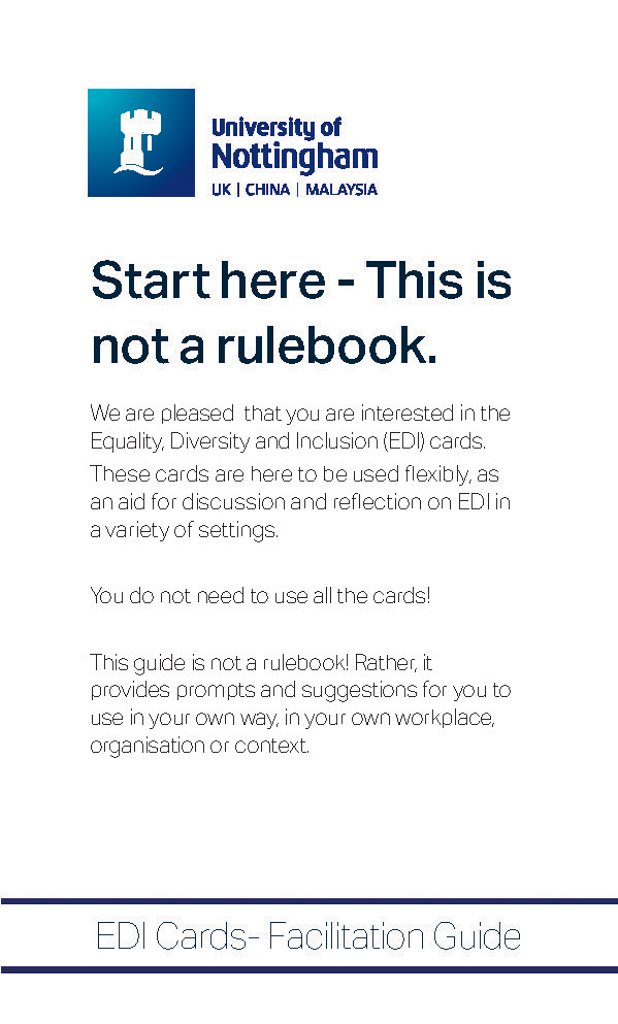 University of
Nottingham
UK | CHINA | MALAYSIA
Start here - This is
not a rulebook.
We are pleased  that you are interested in the
Equality, Diversity and Inclusion (EDI) cards.
These cards are here to be used flexibly, as
an aid for discussion and reflection on EDI in
a variety of settings.
You do not need to use all the cards!
This guide is not a rulebook! Rather, it
provides prompts and suggestions for you to
use in your own way, in your own workplace,
organisation or context.
EDI Cards- Facilitation Guide